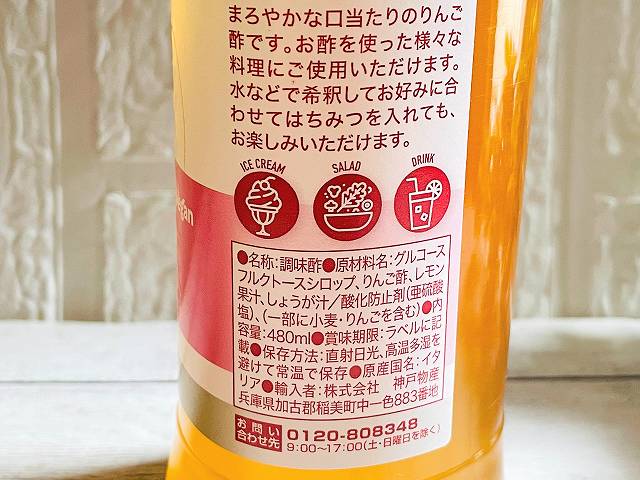 まろやかな口当たりのりんご
酢です。お酢を使った様々な
料理にご使用いただけます。
水などで希釈してお好みに合
わせてはちみつを入れても、
お楽しみいただけます。
ICE CREAM SALAD DRINK
●名称:調味酢●原材料名:グルコース
フルクトースシロップ、りんご酢、レモン
果汁、しょうが汁/酸化防止剤(亜硫酸
塩)、(一部に小麦・りんごを含む)●内
容量:480ml●賞味期限:ラベルに記
載●保存方法:直射日光、高温多湿を
避けて常温で保存●原産国名:イタ
リア●輸入者:株式会社 神戸物産
兵庫県加古郡稲美町中一色883番地
お問い
合わせ先 0120-808348
9:00〜17:00(土・日曜日を除く)